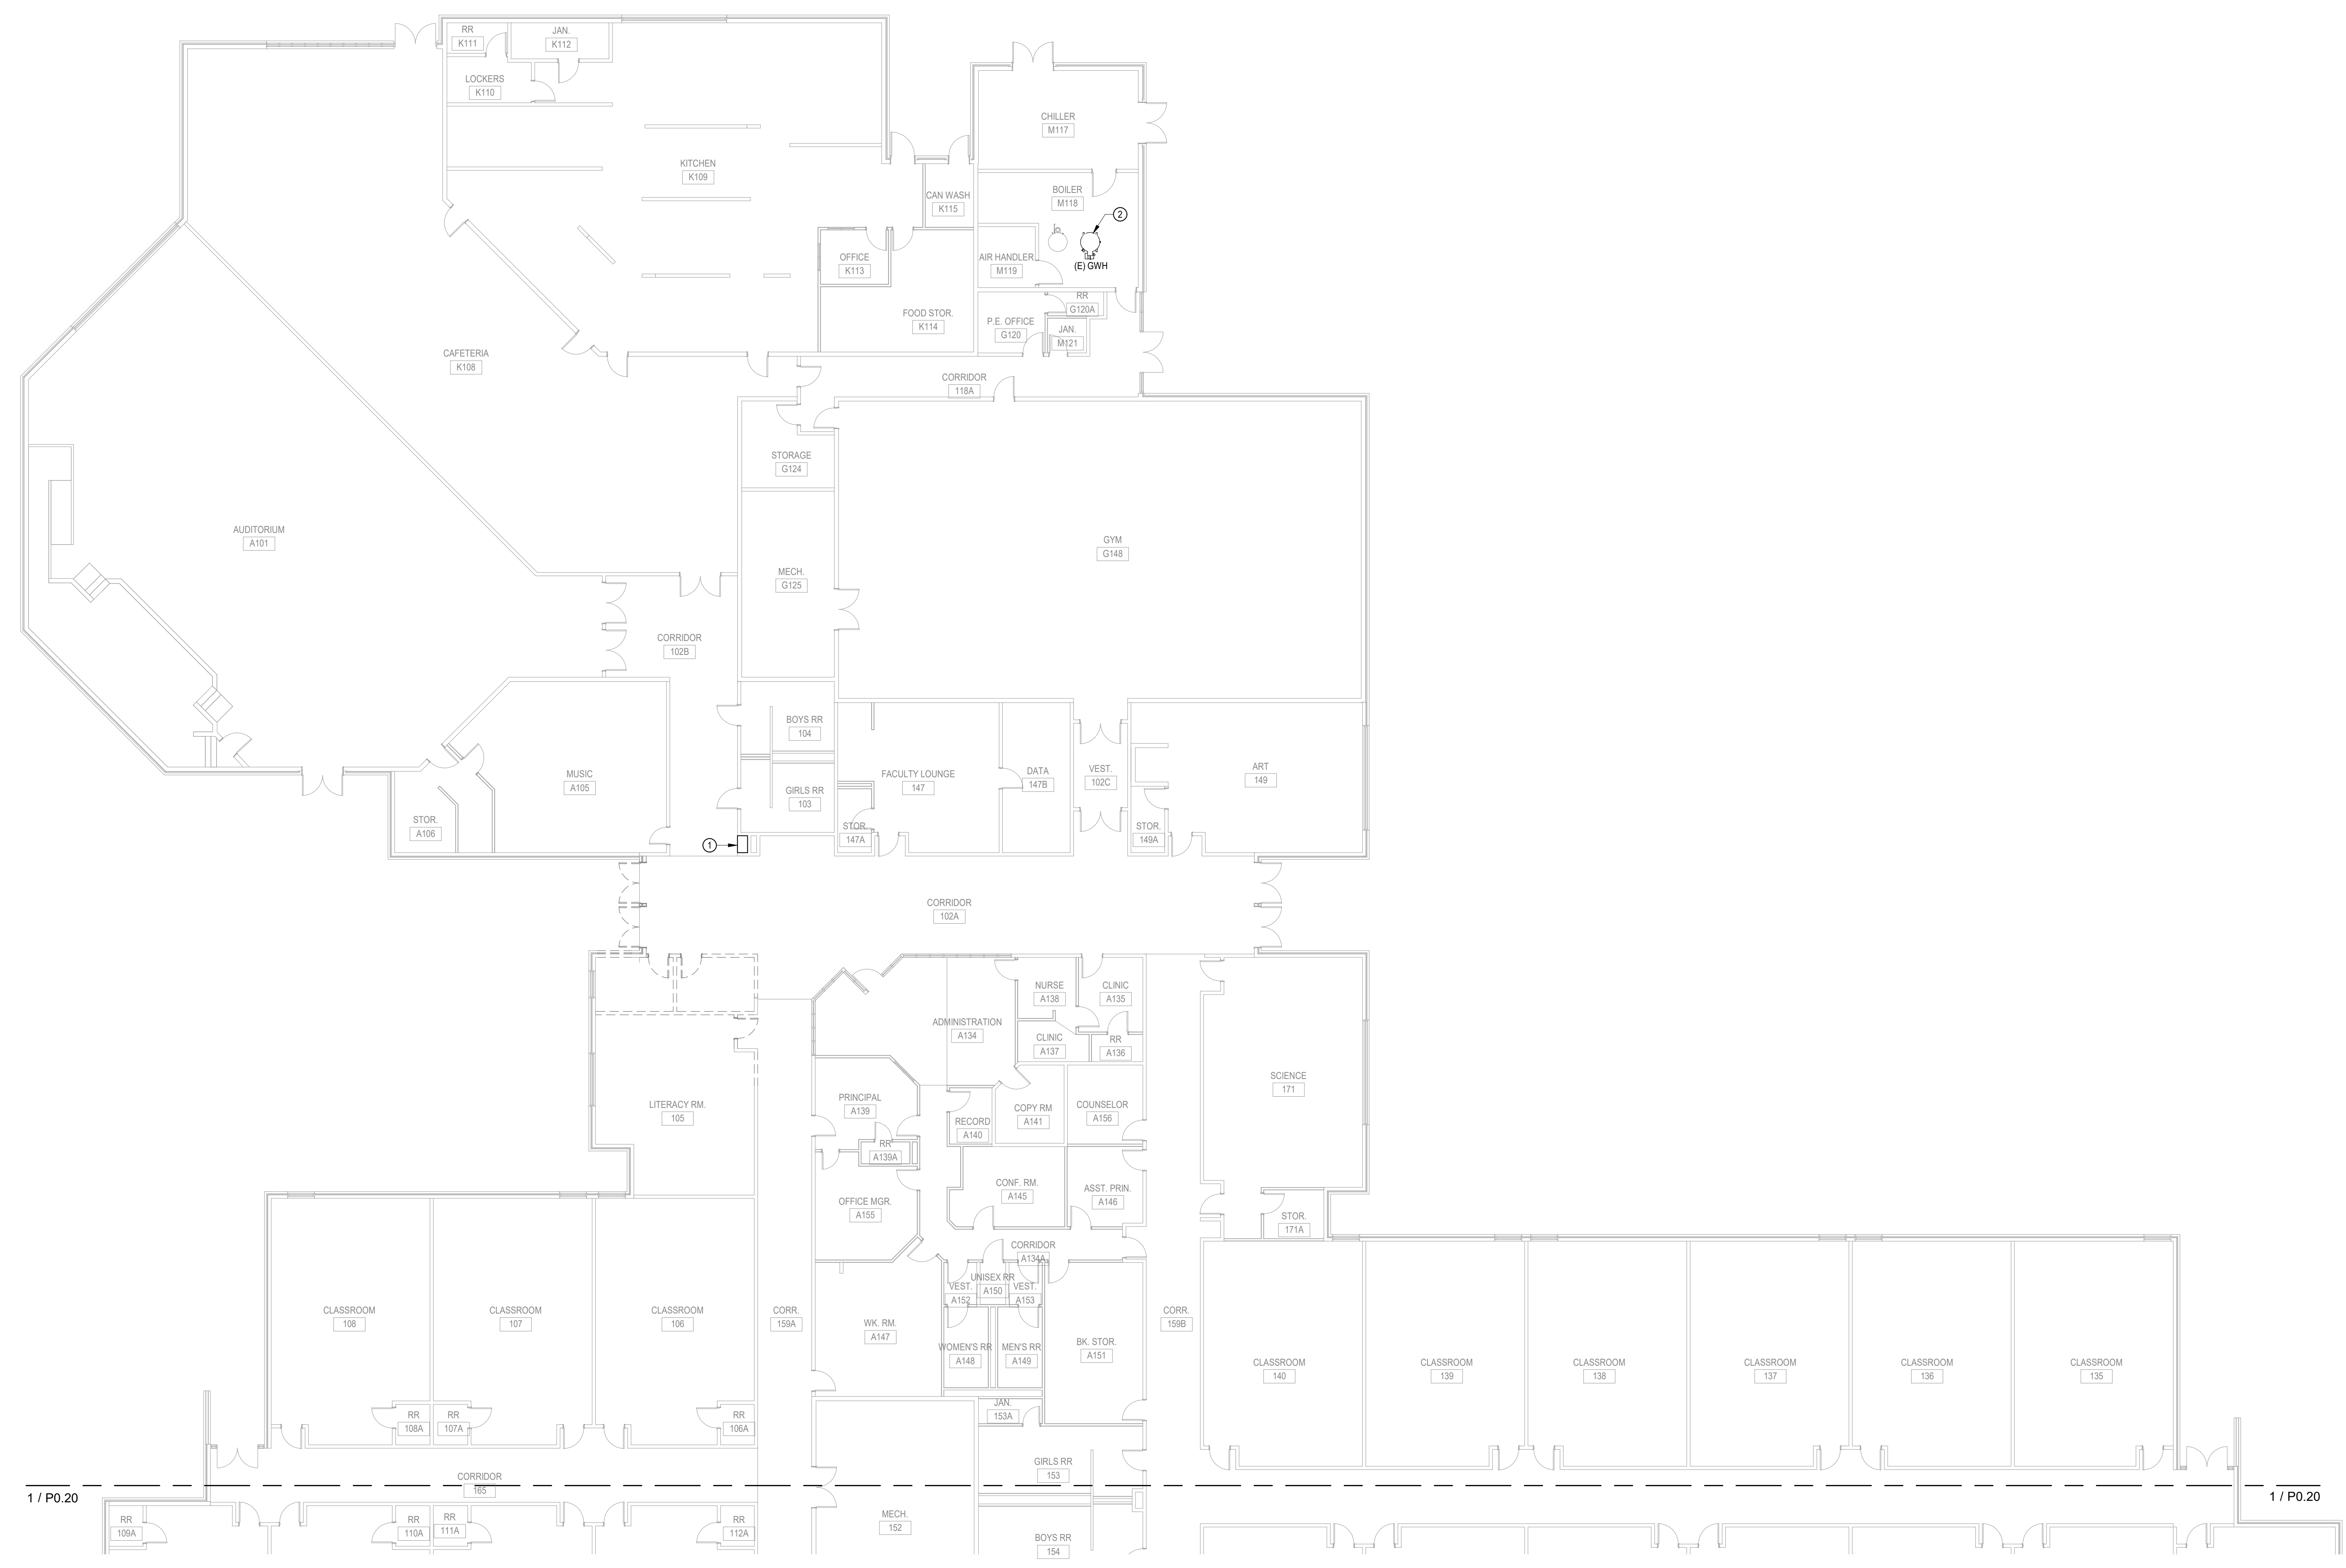 RR
K111
JAN.
K112
LOCKERS
K110
CHILLER
M117
KITCHEN
K109
CAN WASH
K115
BOILER
M118
2
(E) GWH
OFFICE
K113
AIR HANDLER
M119
RR
G120A
FOOD STOR.
K114
P.E. OFFICE
G120
JAN.
M121
CAFETERIA
K108
CORRIDOR
118A
STORAGE
G124
AUDITORIUM
A101
GYM
G148
MECH.
G125
CORRIDOR
102B
BOYS RR
104
MUSIC
A105
GIRLS RR
103
FACULTY LOUNGE
147
DATA
147B
VEST.
102C
ART
149
STOR.
A106
STOR.
147A
STOR.
149A
1
CORRIDOR
102A
NURSE
A138
CLINIC
A135
ADMINISTRATION
A134
CLINIC
A137
RR
A136
SCIENCE
171
LITERACY RM.
105
PRINCIPAL
A139
RECORD
A140
COPY RM
A141
COUNSELOR
A156
RR
A139A
OFFICE MGR.
A155
CONF. RM.
A145
ASST. PRIN.
A146
STOR.
171A
CORRIDOR
A134A
UNISEX RR
A150
VEST.
A152
VEST.
A153
CLASSROOM
108
CLASSROOM
107
CLASSROOM
106
CORR.
159A
WK. RM.
A147
WOMEN'S RR
A148
MEN'S RR
A149
BK. STOR.
A151
CORR.
159B
CLASSROOM
140
CLASSROOM
139
CLASSROOM
138
CLASSROOM
137
CLASSROOM
136
CLASSROOM
135
RR
108A
RR
107A
RR
106A
JAN.
153A
GIRLS RR
153
CORRIDOR
165
1 / P0.20
1 / P0.20
RR
109A
RR
110A
RR
111A
RR
112A
MECH.
152
BOYS RR
154